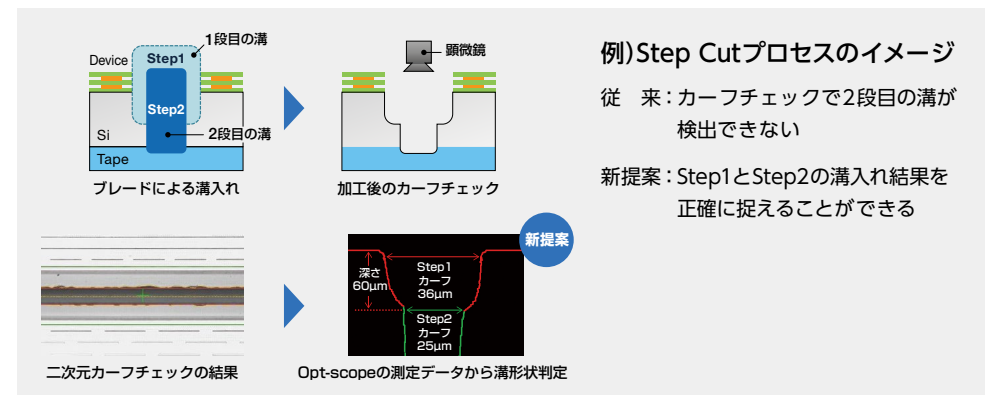 1段目の溝
Device
Step1
Step2
Si
2段目の溝
Tape
ブレードによる溝入れ
顕微鏡
加工後のカーフチェック
例)Step Cutプロセスのイメージ
従　来：カーフチェックで2段目の溝が
検出できない
新提案：Step1とStep2の溝入れ結果を
正確に捉えることができる
二次元カーフチェックの結果
新提案
深さ
60μm
Step1
カーフ
36μm
Step2
カーフ
25μm
Opt-scopeの測定データから溝形状判定